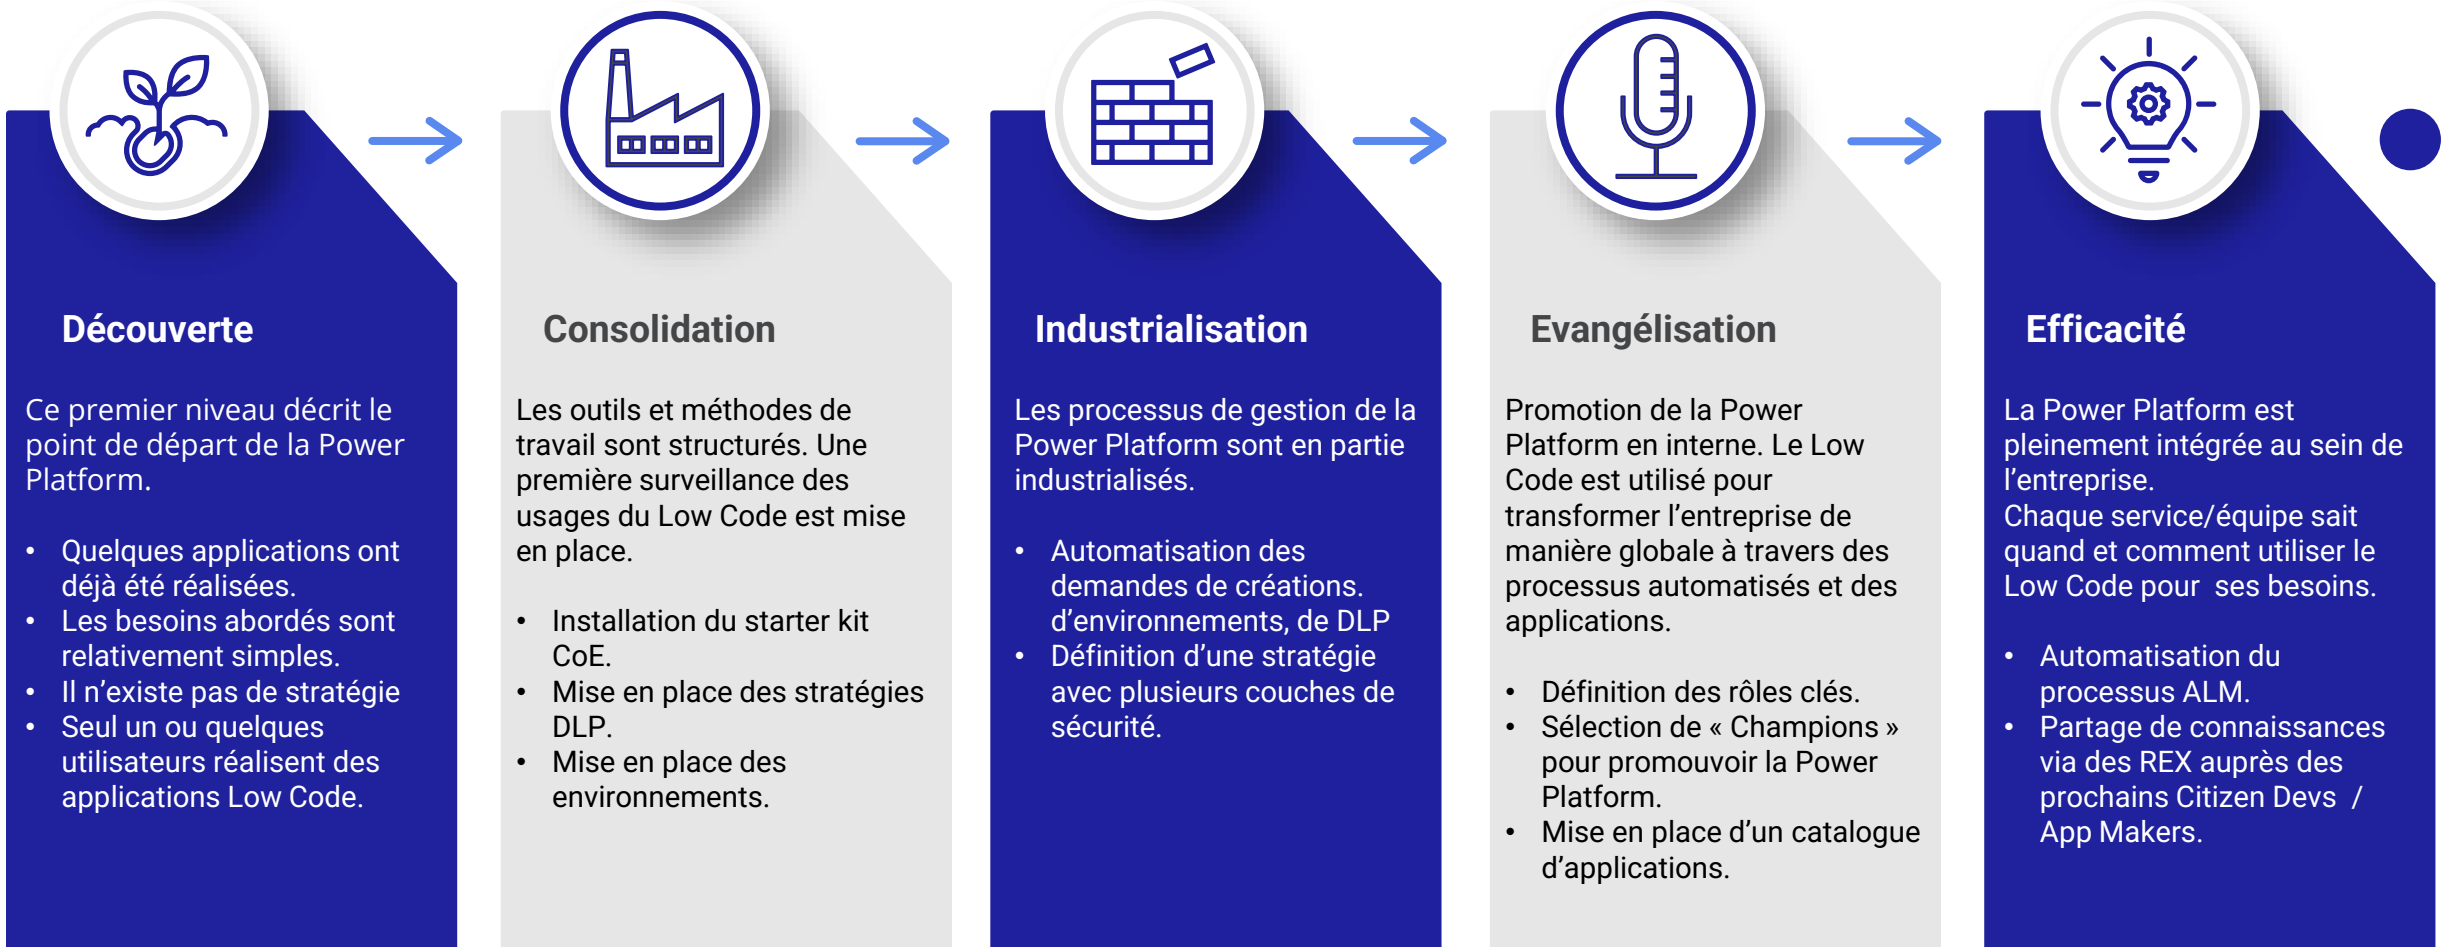 Découverte
Ce premier niveau décrit le
point de départ de la Power
Platform.
• Quelques applications ont
déjà été réalisées.
• Les besoins abordés sont
relativement simples.
• Il n’existe pas de stratégie
• Seul un ou quelques
utilisateurs réalisent des
applications Low Code.
Consolidation
Les outils et méthodes de
travail sont structurés. Une
première surveillance des
usages du Low Code est mise
en place.
• Installation du starter kit
CoE.
• Mise en place des stratégies
DLP.
• Mise en place des
environnements.
Industrialisation
Les processus de gestion de la
Power Platform sont en partie
industrialisés.
• Automatisation des
demandes de créations.
d’environnements, de DLP
• Définition d’une stratégie
avec plusieurs couches de
sécurité.
Evangélisation
Promotion de la Power
Platform en interne. Le Low
Code est utilisé pour
transformer l’entreprise de
manière globale à travers des
processus automatisés et des
applications.
• Définition des rôles clés.
• Sélection de « Champions »
pour promouvoir la Power
Platform.
• Mise en place d’un catalogue
d’applications.
Efficacité
La Power Platform est
pleinement intégrée au sein de
l’entreprise.
Chaque service/équipe sait
quand et comment utiliser le
Low Code pour  ses besoins.
• Automatisation du
processus ALM.
• Partage de connaissances
via des REX auprès des
prochains Citizen Devs  /
App Makers.